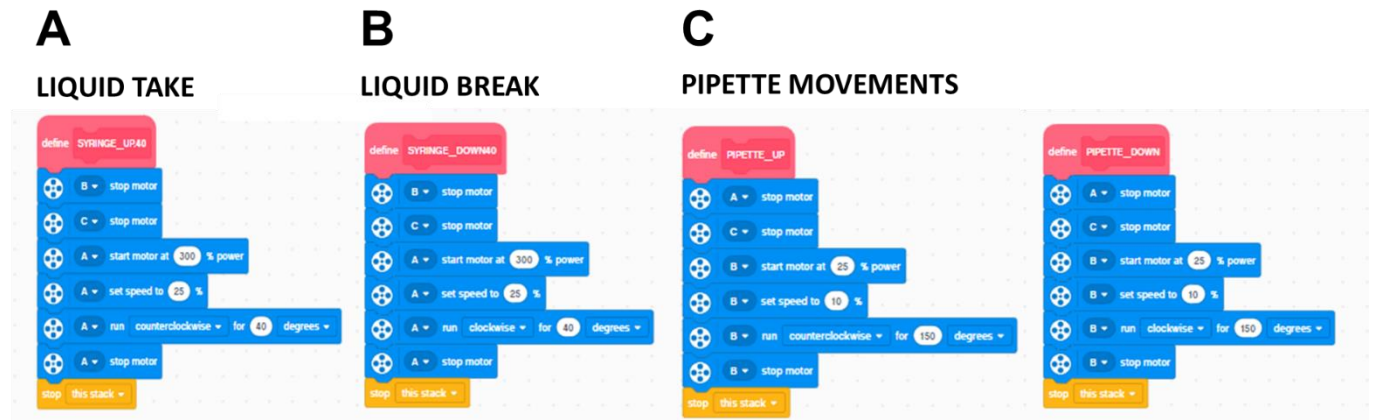 A
LIQUID TAKE
define SYRINGE_UP40
B stop motor
C stop motor
A start motor at 300 % power
A set speed to 25 %
A run counterclockwise for 40 degrees
A stop motor
stop this stack
B
LIQUID BREAK
define SYRINGE_DOWN40
B stop motor
C stop motor
A start motor at 300 % power
A set speed to 25 %
A run clockwise for 40 degrees
A stop motor
stop this stack
C
PIPETTE MOVEMENTS
define PIPETTE_UP
A stop motor
C stop motor
B start motor at 25 % power
B set speed to 10 %
B run counterclockwise for 150 degrees
B stop motor
stop this stack
define PIPETTE_DOWN
A stop motor
C stop motor
B start motor at 25 % power
B set speed to 10 %
B run clockwise for 150 degrees
B stop motor
stop this stack